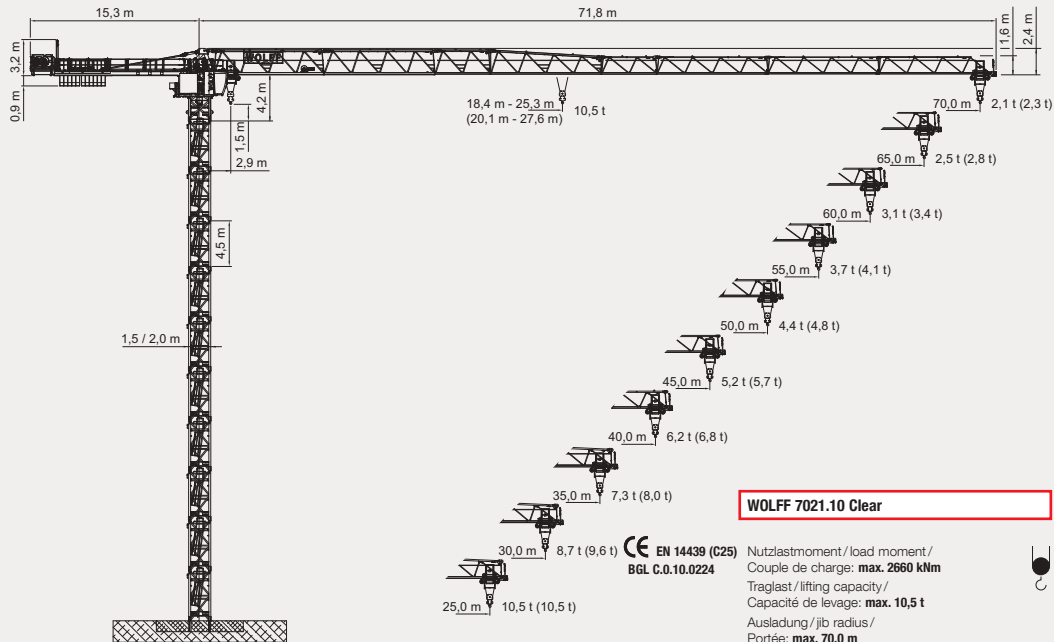 15,3 m
71,8 m
1,6 m
2,4 m
3,2 m
0,9 m
WOLFF
4,2 m
1,5 m
2,9 m
18,4 m - 25,3 m
(20,1 m - 27,6 m)
10,5 t
70,0 m 2,1 t (2,3 t)
65,0 m 2,5 t (2,8 t)
60,0 m 3,1 t (3,4 t)
4,5 m
55,0 m 3,7 t (4,1 t)
50,0 m 4,4 t (4,8 t)
1,5 / 2,0 m
45,0 m 5,2 t (5,7 t)
40,0 m 6,2 t (6,8 t)
35,0 m 7,3 t (8,0 t)
30,0 m 8,7 t (9,6 t)
25,0 m 10,5 t (10,5 t)
CE EN 14439 (C25)
BGL C.0.10.0224
WOLFF 7021.10 Clear
Nutzlastmoment / load moment /
Couple de charge: max. 2660 kNm
Traglast / lifting capacity /
Capacité de levage: max. 10,5 t
Ausladung / jib radius /
Portée: max. 70,0 m